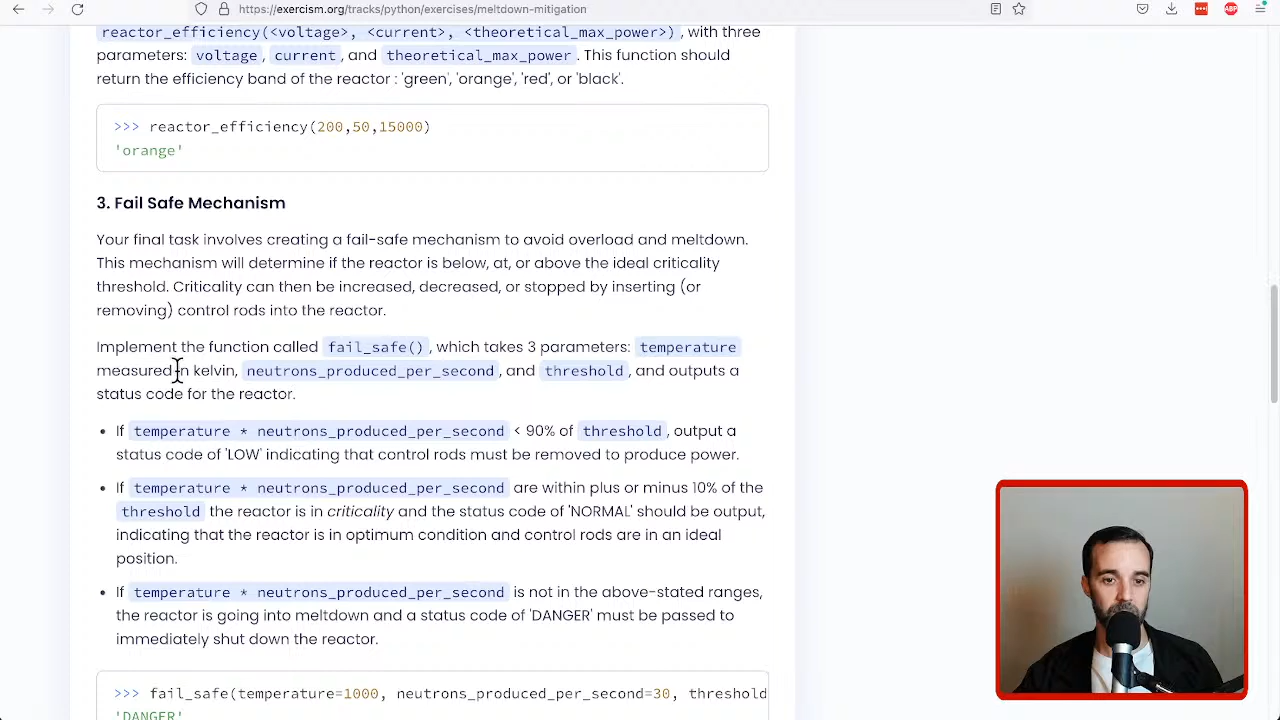 https://exercism.org/tracks/python/exercises/meltdown-mitigation
ABP
reactor_efficiency(<voltage>, <current>, <theoretical_max_power>), with three
parameters: voltage, current, and theoretical_max_power. This function should
return the efficiency band of the reactor : 'green', 'orange', 'red', or 'black'.
>>> reactor_efficiency(200,50,15000)
'orange'
3. Fail Safe Mechanism
Your final task involves creating a fail-safe mechanism to avoid overload and meltdown.
This mechanism will determine if the reactor is below, at, or above the ideal criticality
threshold. Criticality can then be increased, decreased, or stopped by inserting (or
removing) control rods into the reactor.
Implement the function called fail_safe(), which takes 3 parameters: temperature
measured in kelvin, neutrons_produced_per_second, and threshold, and outputs a
status code for the reactor.
• If temperature * neutrons_produced_per_second < 90% of threshold, output a
status code of 'LOW' indicating that control rods must be removed to produce power.
• If temperature * neutrons_produced_per_second are within plus or minus 10% of the
threshold the reactor is in criticality and the status code of 'NORMAL' should be output,
indicating that the reactor is in optimum condition and control rods are in an ideal
position.
• If temperature * neutrons_produced_per_second is not in the above-stated ranges,
the reactor is going into meltdown and a status code of 'DANGER' must be passed to
immediately shut down the reactor.
>>> fail_safe(temperature=1000, neutrons_produced_per_second=30, threshold
'DANGER'